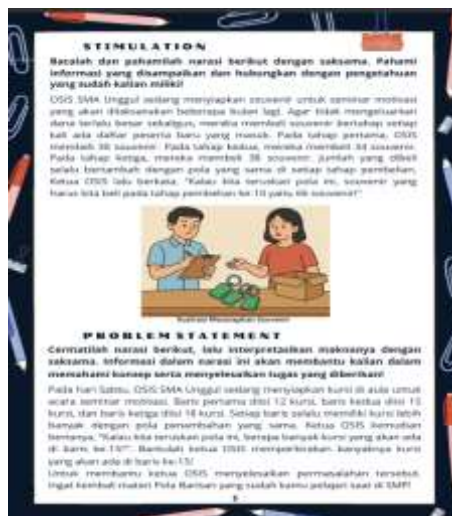 STIMULATION
Bacalah dan pahamilah narasi berikut dengan saksama. Pahami
informasi yang disampaikan dan hubungkan dengan pengetahuan
yang sudah kalian miliki!
OSIS SMA Unggul sedang menyiapkan souvenir untuk seminar motivasi
yang akan dilaksanakan beberapa bulan lagi. Agar tidak mengeluarkan
dana terlalu besar sekaligus, mereka membeli souvenir bertahap setiap
kali ada daftar peserta baru yang masuk. Pada tahap pertama, OSIS
membeli souvenir. Pada tahap kedua, mereka membeli 34 souvenir.
Pada tahap ketiga, mereka membeli 38 souvenir. Jumlah yang dibeli
selalu bertambah dengan pola yang sama di setiap tahap pembelian.
Ketua OSIS lalu berkata, "Kalau kita teruskan pola ini, souvenir yang
harus kita beli pada tahap pembelian ke-10 yaitu 66 souvenir!"
Ilustrasi Menyiapkan Souvenir
PROBLEM STATEMENT
Cermatilah narasi berikut, lalu interpretasikan maknanya dengan
saksama. Informasi dalam narasi ini akan membantu kalian dalam
memahami konsep serta menyelesaikan tugas yang diberikan!
Pada hari Sabtu, OSIS SMA Unggul sedang menyiapkan kursi di aula untuk
acara seminar motivasi. Baris pertama diisi 12 kursi, baris kedua diisi 15
kursi, dan baris ketiga diisi 18 kursi. Setiap baris selalu memiliki kursi lebih
banyak dengan pola penambahan yang sama. Ketua OSIS kemudian
bertanya, "Kalau kita teruskan pola ini, berapa banyak kursi yang akan ada
di baris ke-15?". Bantulah ketua OSIS memperkirakan banyaknya kursi
yang akan ada di baris ke-15!
Untuk membantu ketua OSIS menyelesaikan permasalahan tersebut,
ingat kembali materi Pola Barisan yang sudah kamu pelajari saat di SMP!